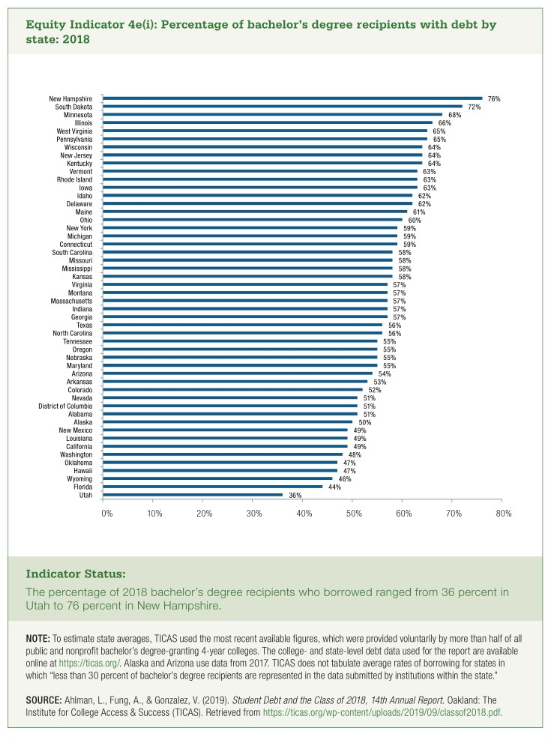 Equity Indicator 4e(i): Percentage of bachelor's degree recipients with debt by
state: 2018
New Hampshire 76%
South Dakota 72%
Minnesota 68%
Illinois 66%
West Virginia 65%
Pennsylvania 65%
Wisconsin 64%
New Jersey 64%
Kentucky 64%
Vermont 63%
Rhode Island 63%
Iowa 63%
Idaho 62%
Delaware 62%
Maine 61%
Ohio 60%
New York 59%
Michigan 59%
Connecticut 59%
South Carolina 58%
Missouri 58%
Mississippi 58%
Kansas 58%
Virginia 57%
Montana 57%
Massachusetts 57%
Indiana 57%
Georgia 57%
Texas 56%
North Carolina 56%
Tennessee 55%
Oregon 55%
Nebraska 55%
Maryland 55%
Arizona 54%
Arkansas 53%
Colorado 52%
Nevada 51%
District of Columbia 51%
Alabama 51%
Alaska 50%
New Mexico 49%
Louisiana 49%
California 49%
Washington 48%
Oklahoma 47%
Hawaii 47%
Wyoming 46%
Florida 44%
Utah 36%
0% 10% 20% 30% 40% 50% 60% 70% 80%
Indicator Status:
The percentage of 2018 bachelor's degree recipients who borrowed ranged from 36 percent in
Utah to 76 percent in New Hampshire.
NOTE: To estimate state averages, TICAS used the most recent available figures, which were provided voluntarily by more than half of all
public and nonprofit bachelor's degree-granting 4-year colleges. The college- and state-level debt data used for the report are available
online at https://ticas.org/. Alaska and Arizona use data from 2017. TICAS does not tabulate average rates of borrowing for states in
which "less than 30 percent of bachelor's degree recipients are represented in the data submitted by institutions within the state."
SOURCE: Ahlman, L., Fung, A., & Gonzalez, V. (2019). Student Debt and the Class of 2018, 14th Annual Report. Oakland: The
Institute for College Access & Success (TICAS). Retrieved from https://ticas.org/wp-content/uploads/2019/09/classof2018.pdf.